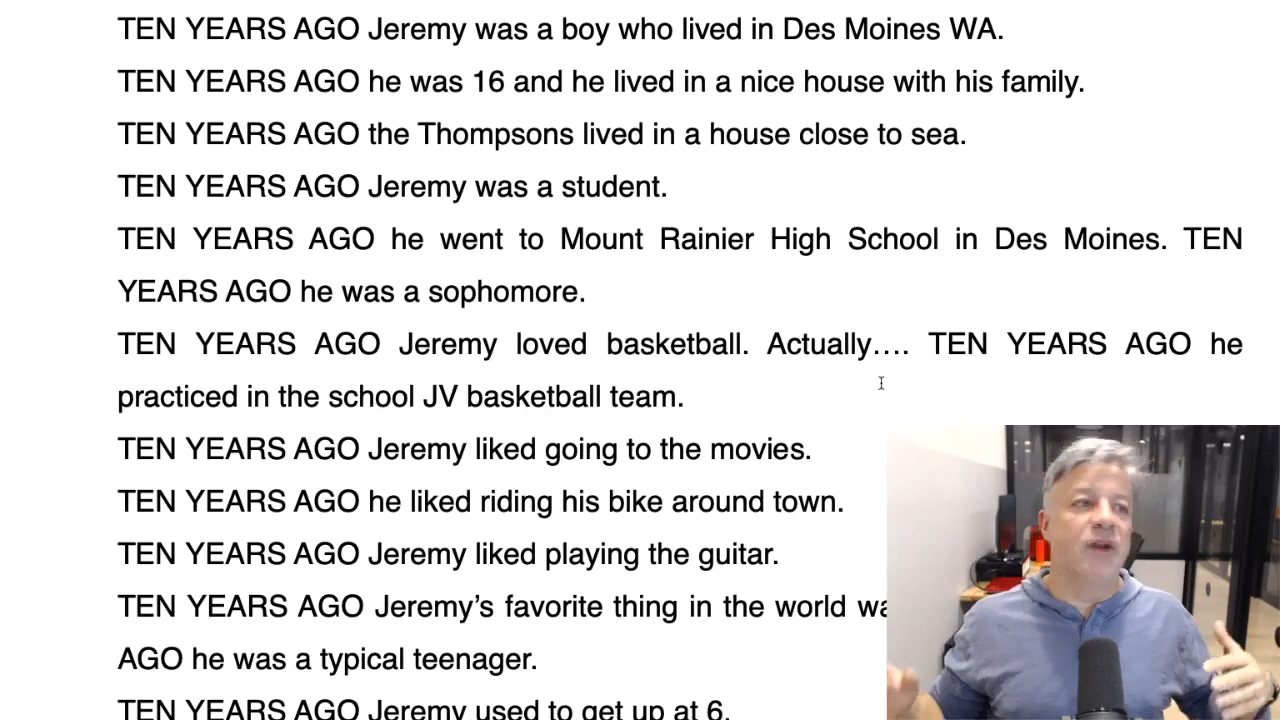 TEN YEARS AGO Jeremy was a boy who lived in Des Moines WA.
TEN YEARS AGO he was 16 and he lived in a nice house with his family.
TEN YEARS AGO the Thompsons lived in a house close to sea.
TEN YEARS AGO Jeremy was a student.
TEN YEARS AGO he went to Mount Rainier High School in Des Moines. TEN
YEARS AGO he was a sophomore.
TEN YEARS AGO Jeremy loved basketball. Actually…. TEN YEARS AGO he
practiced in the school JV basketball team.
TEN YEARS AGO Jeremy liked going to the movies.
TEN YEARS AGO he liked riding his bike around town.
TEN YEARS AGO Jeremy liked playing the guitar.
TEN YEARS AGO Jeremy’s favorite thing in the world
AGO he was a typical teenager.
TEN YEARS AGO Jeremy used to get up at 6.